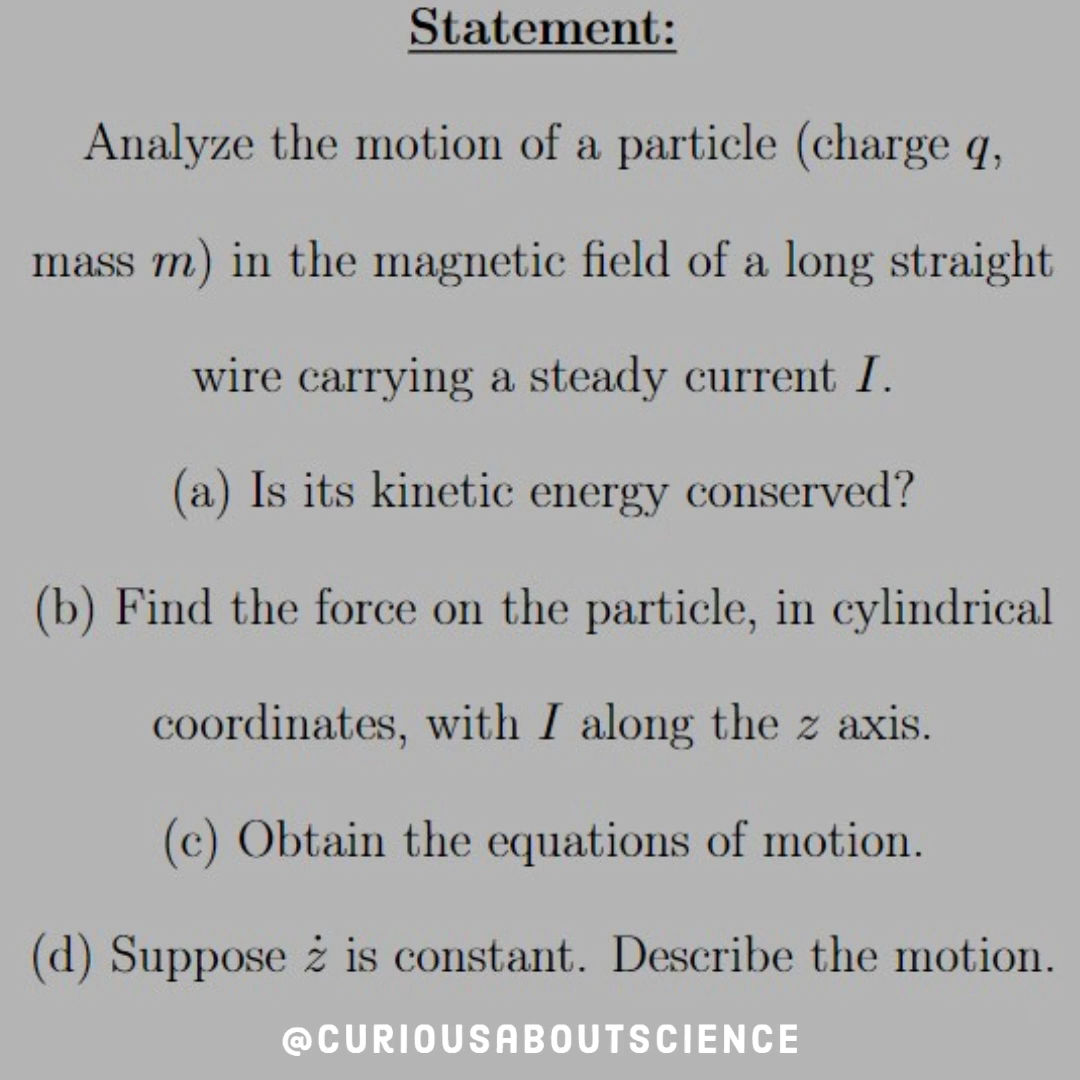 Statement:
Analyze the motion of a particle (charge q,
mass m) in the magnetic field of a long straight
wire carrying a steady current I.
(a) Is its kinetic energy conserved?
(b) Find the force on the particle, in cylindrical
coordinates, with I along the z axis.
(c) Obtain the equations of motion.
(d) Suppose ż is constant. Describe the motion.
@CURIOUSABOUTSCIENCE